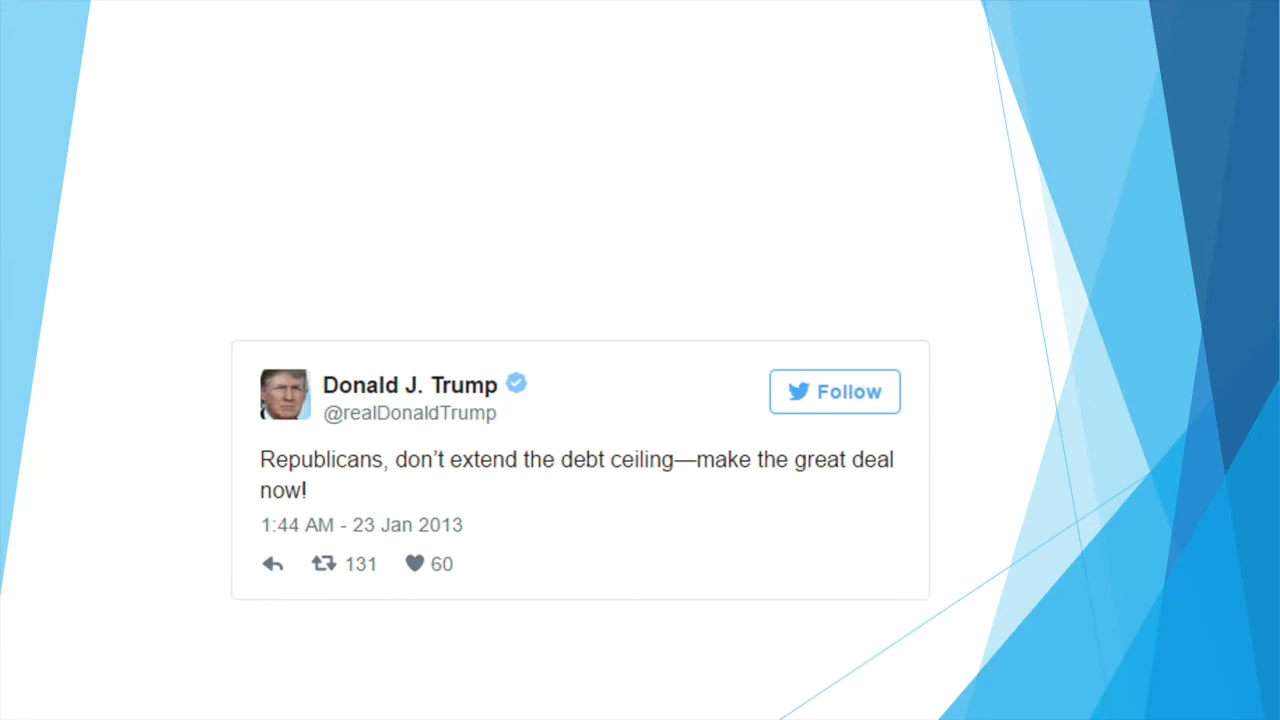 Donald J. Trump
@realDonaldTrump
Follow
Republicans, don’t extend the debt ceiling—make the great deal
now!
1:44 AM - 23 Jan 2013
131 60